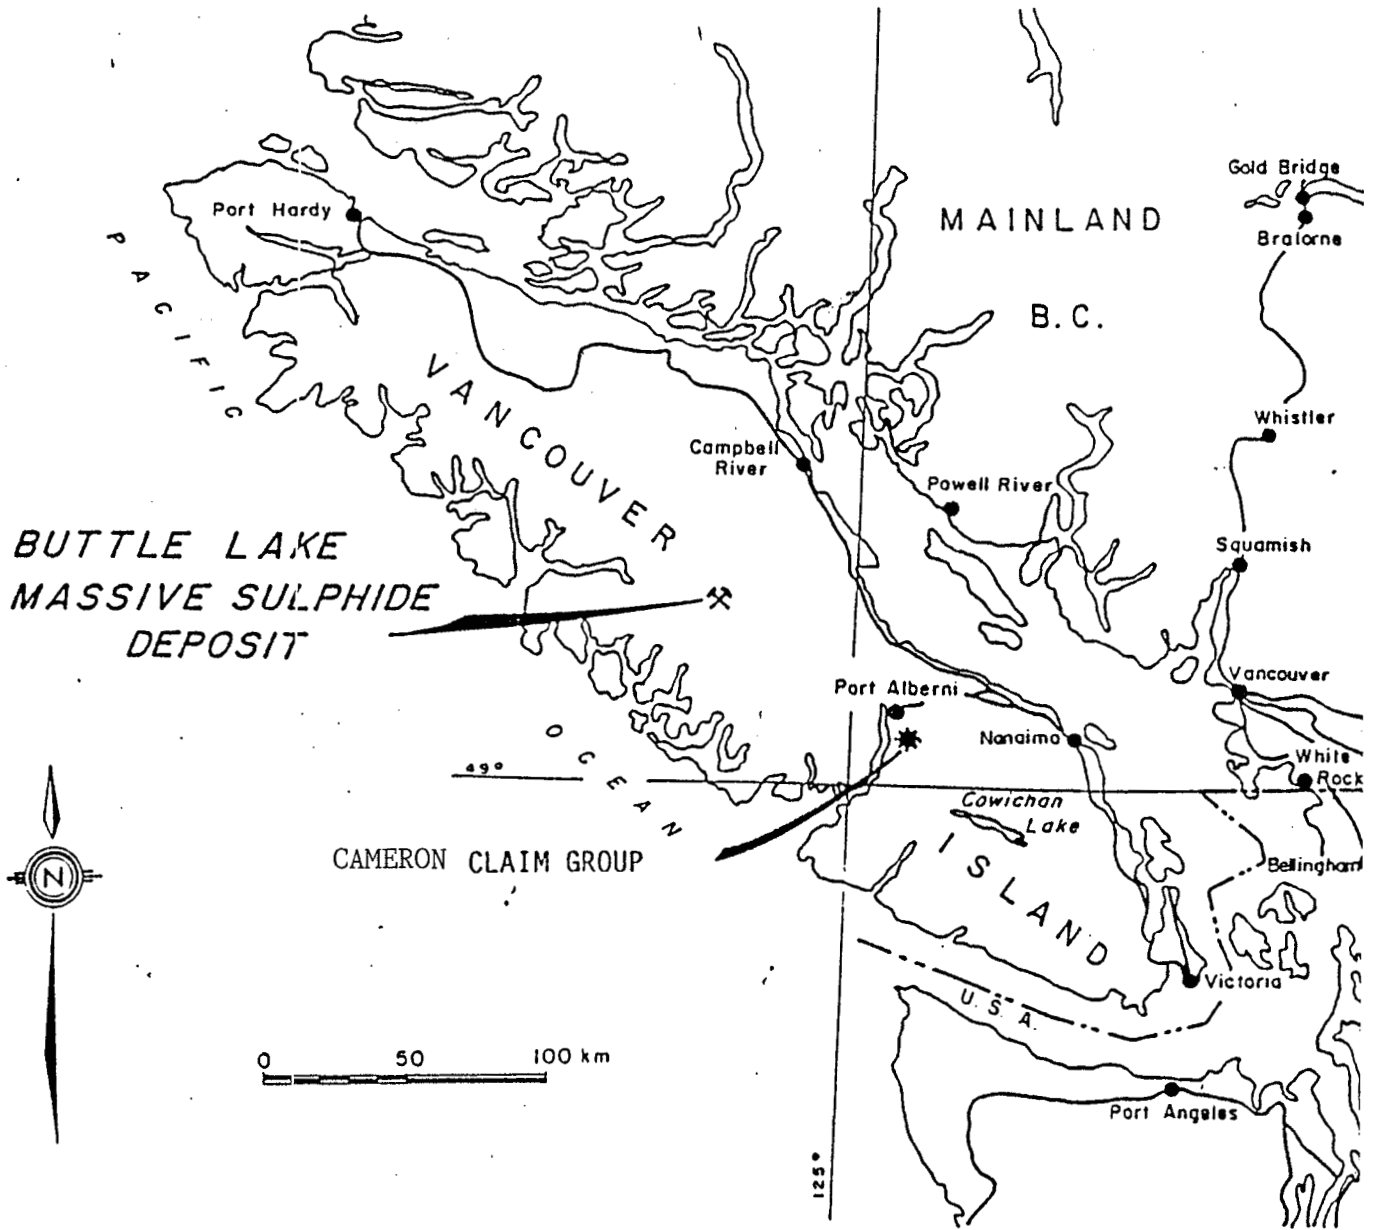 Gold Bridge
Port Hardy
MAINLAND
Bralorne
PACIFIC
B.C.
VANCOUVER
Whistler
Campbell
River
Powell River
BUTTLE LAKE
MASSIVE SULPHIDE
DEPOSIT
Squamish
Vancouver
Port Alberni
OCEAN
Nanaimo
49°
White
Rock
Cowichan
Lake
CAMERON CLAIM GROUP
ISLAND
Bellingham
N
Victoria
U.S.A.
0 50 100 km
Port Angeles
125°